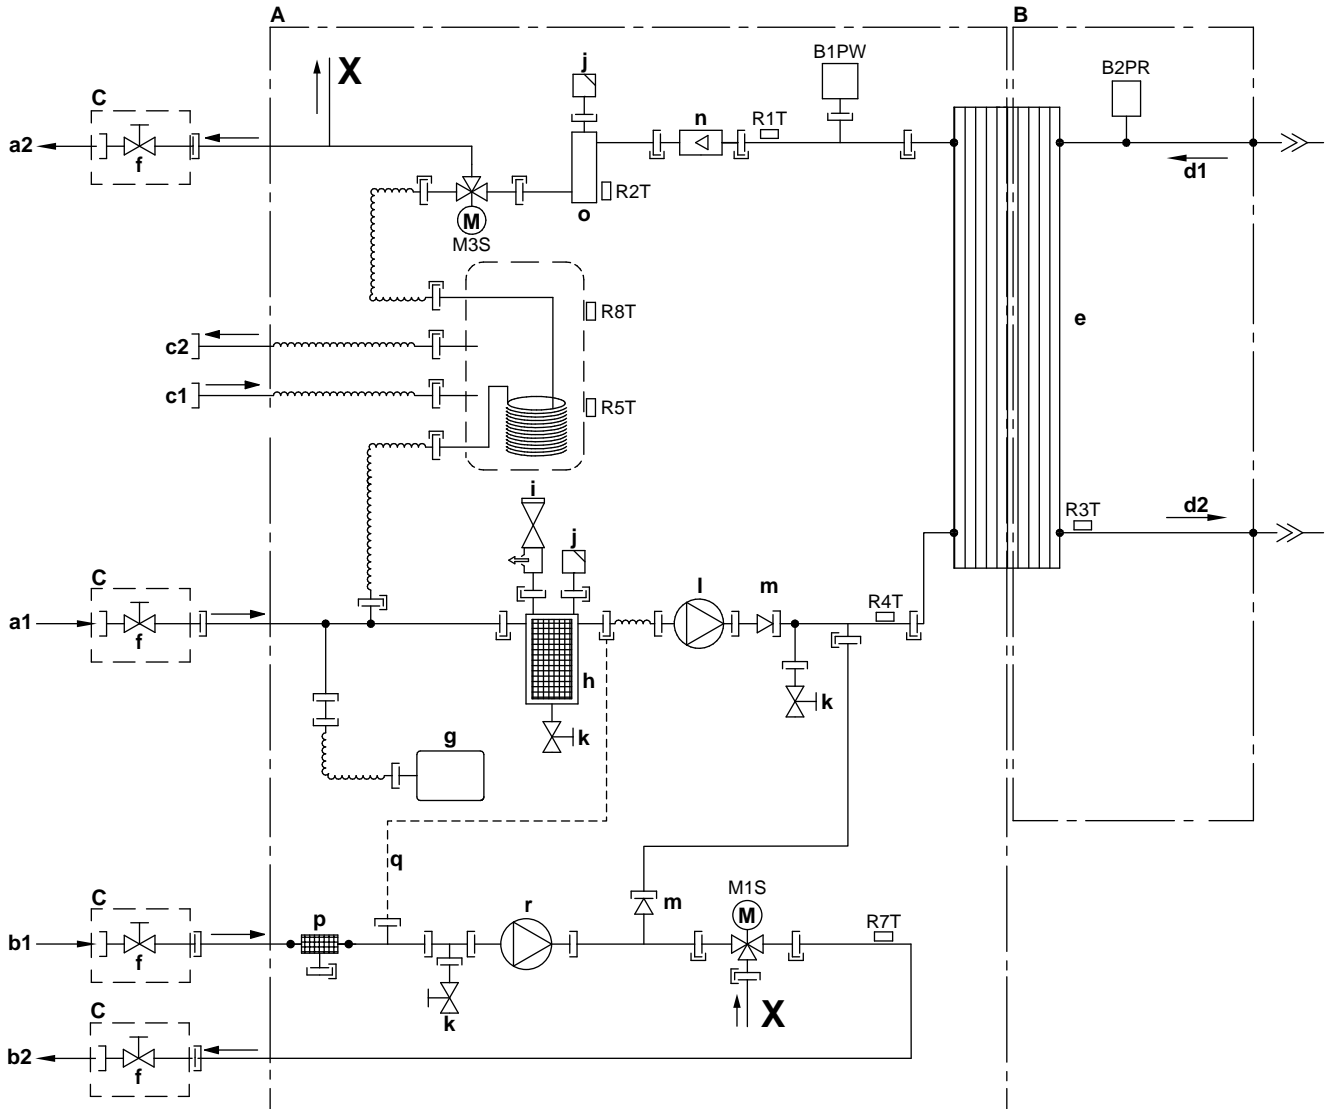 A
B
X
j
B1PW
B2PR
C
n
R1T
a2
f
d1
R2T
o
M
M3S
R8T
e
c2
c1
R5T
i
j
R3T
d2
C
l
m
R4T
a1
f
h
k
k
g
q
C
p
r
m
M1S
M
R7T
b1
f
k
X
C
b2
f